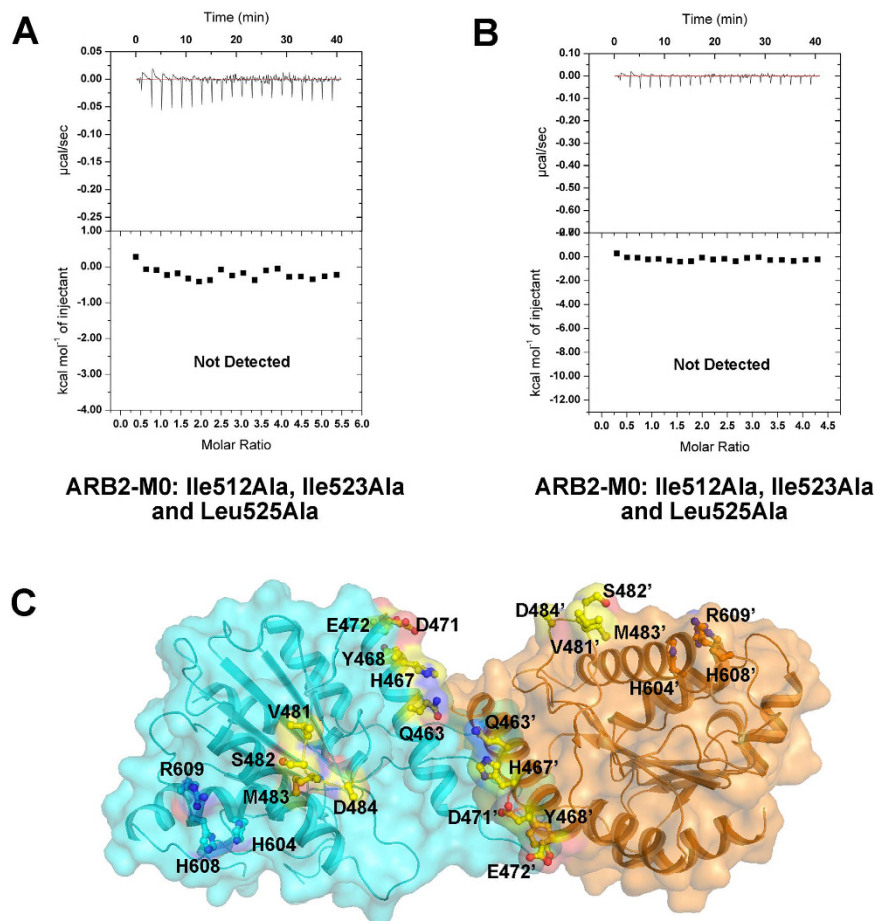 A
Time (min)
0 10 20 30 40
0.05
0.00
-0.05
-0.10
-0.15
-0.20
-0.25
µcal/sec
1.00
0.00
-1.00
-2.00
-3.00
-4.00
kcal mol⁻¹ of injectant
Not Detected
0.0 0.5 1.0 1.5 2.0 2.5 3.0 3.5 4.0 4.5 5.0 5.5 6.0
Molar Ratio
ARB2-M0: Ile512Ala, Ile523Ala
and Leu525Ala
B
Time (min)
0 10 20 30 40
0.10
0.00
-0.10
-0.20
-0.30
-0.40
-0.50
-0.60
µcal/sec
0.00
-2.00
-4.00
-6.00
-8.00
-10.00
-12.00
kcal mol⁻¹ of injectant
Not Detected
0.0 0.5 1.0 1.5 2.0 2.5 3.0 3.5 4.0 4.5
Molar Ratio
ARB2-M0: Ile512Ala, Ile523Ala
and Leu525Ala
C
E472 D471
Y468
H467
Q463
V481
S482
M483
D484
R609
H604
H608
S482’
D484’
M483’
V481’
R609’
H604’
H608’
Q463’
H467’
D471’ Y468’
E472’